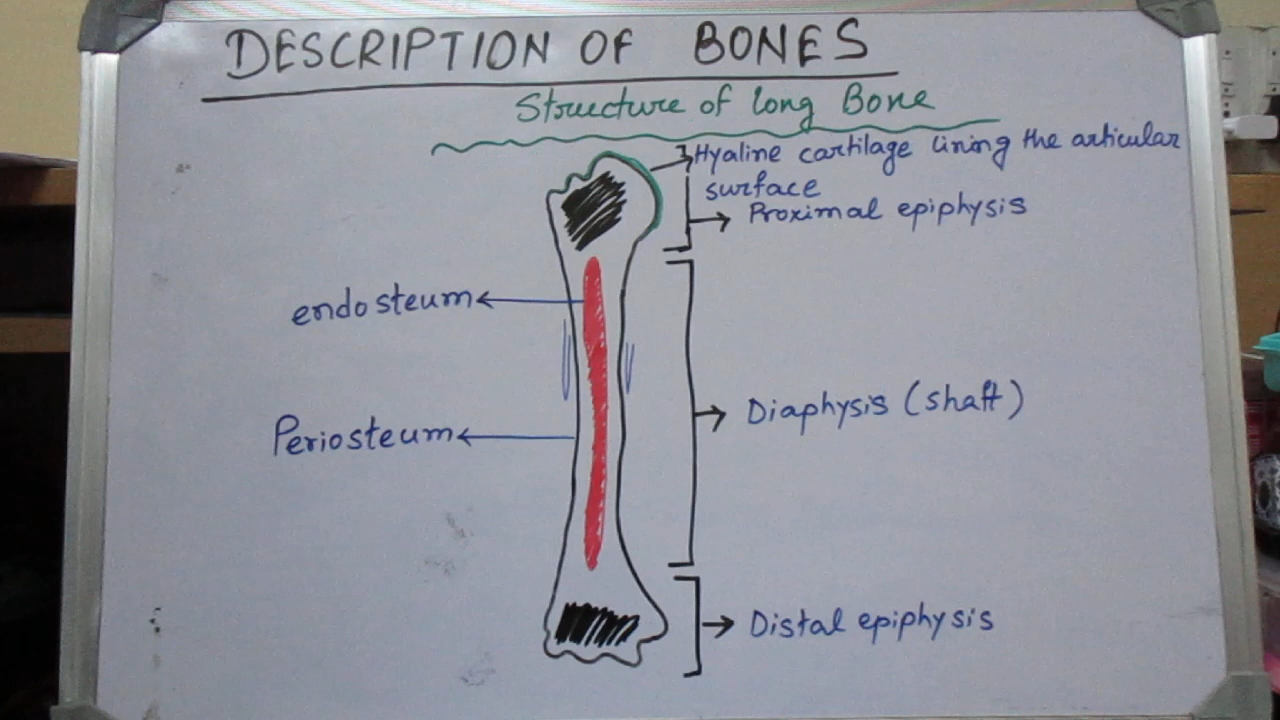 DESCRIPTION OF BONES
Structure of long Bone
Hyaline cartilage lining the articular
surface
Proximal epiphysis
endosteum
Diaphysis (shaft)
Periosteum
Distal epiphysis